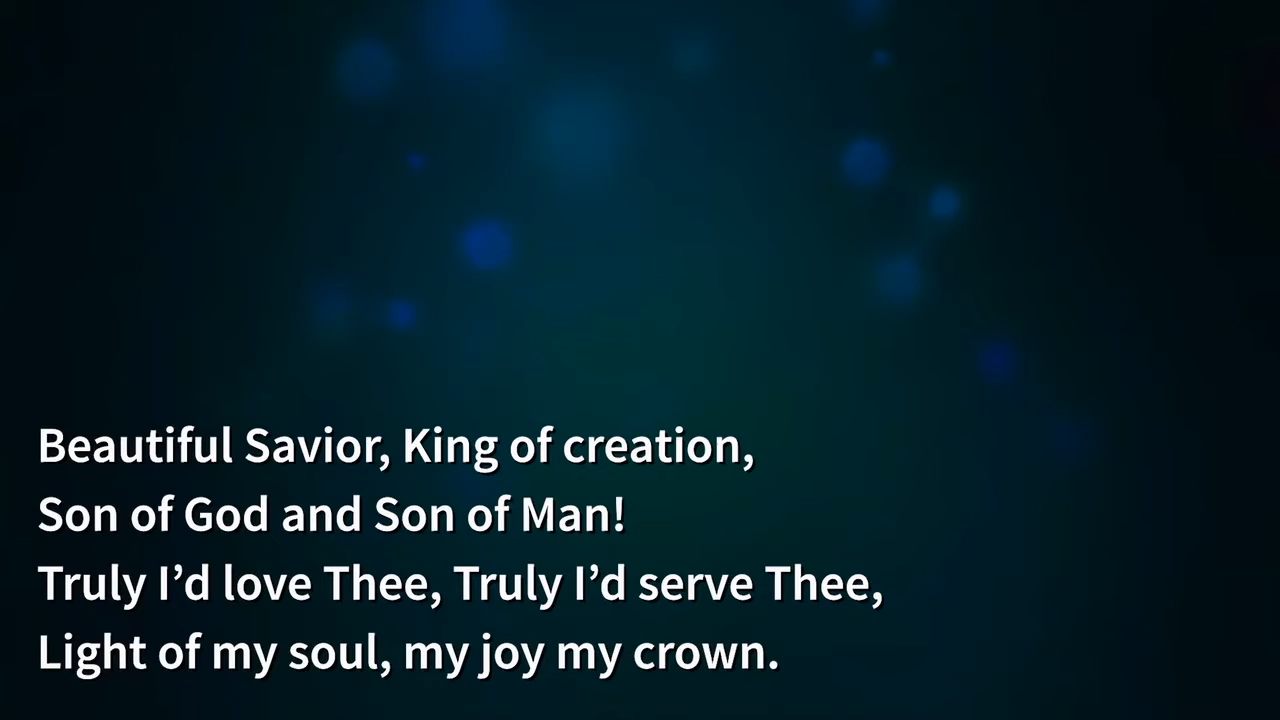 Beautiful Savior, King of creation,
Son of God and Son of Man!
Truly I’d love Thee, Truly I’d serve Thee,
Light of my soul, my joy my crown.